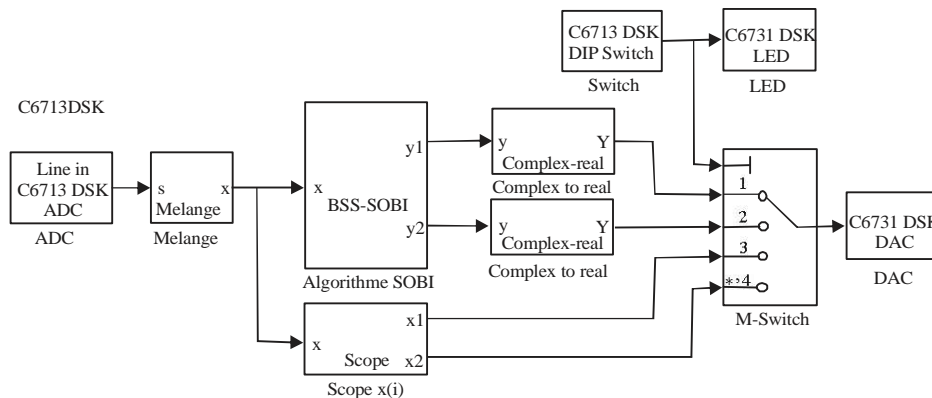 C6713 DSK
DIP Switch
Switch
C6731 DSK
LED
LED
C6713DSK
Line in
C6713 DSK
ADC
ADC
s x
Melange
Melange
x
y1
BSS-SOBI
y2
Algorithme SOBI
y Y
Complex-real
Complex to real
y Y
Complex-real
Complex to real
x
x1
Scope
x2
Scope x(i)
1
2
3
*,4
M-Switch
C6731 DSK
DAC
DAC